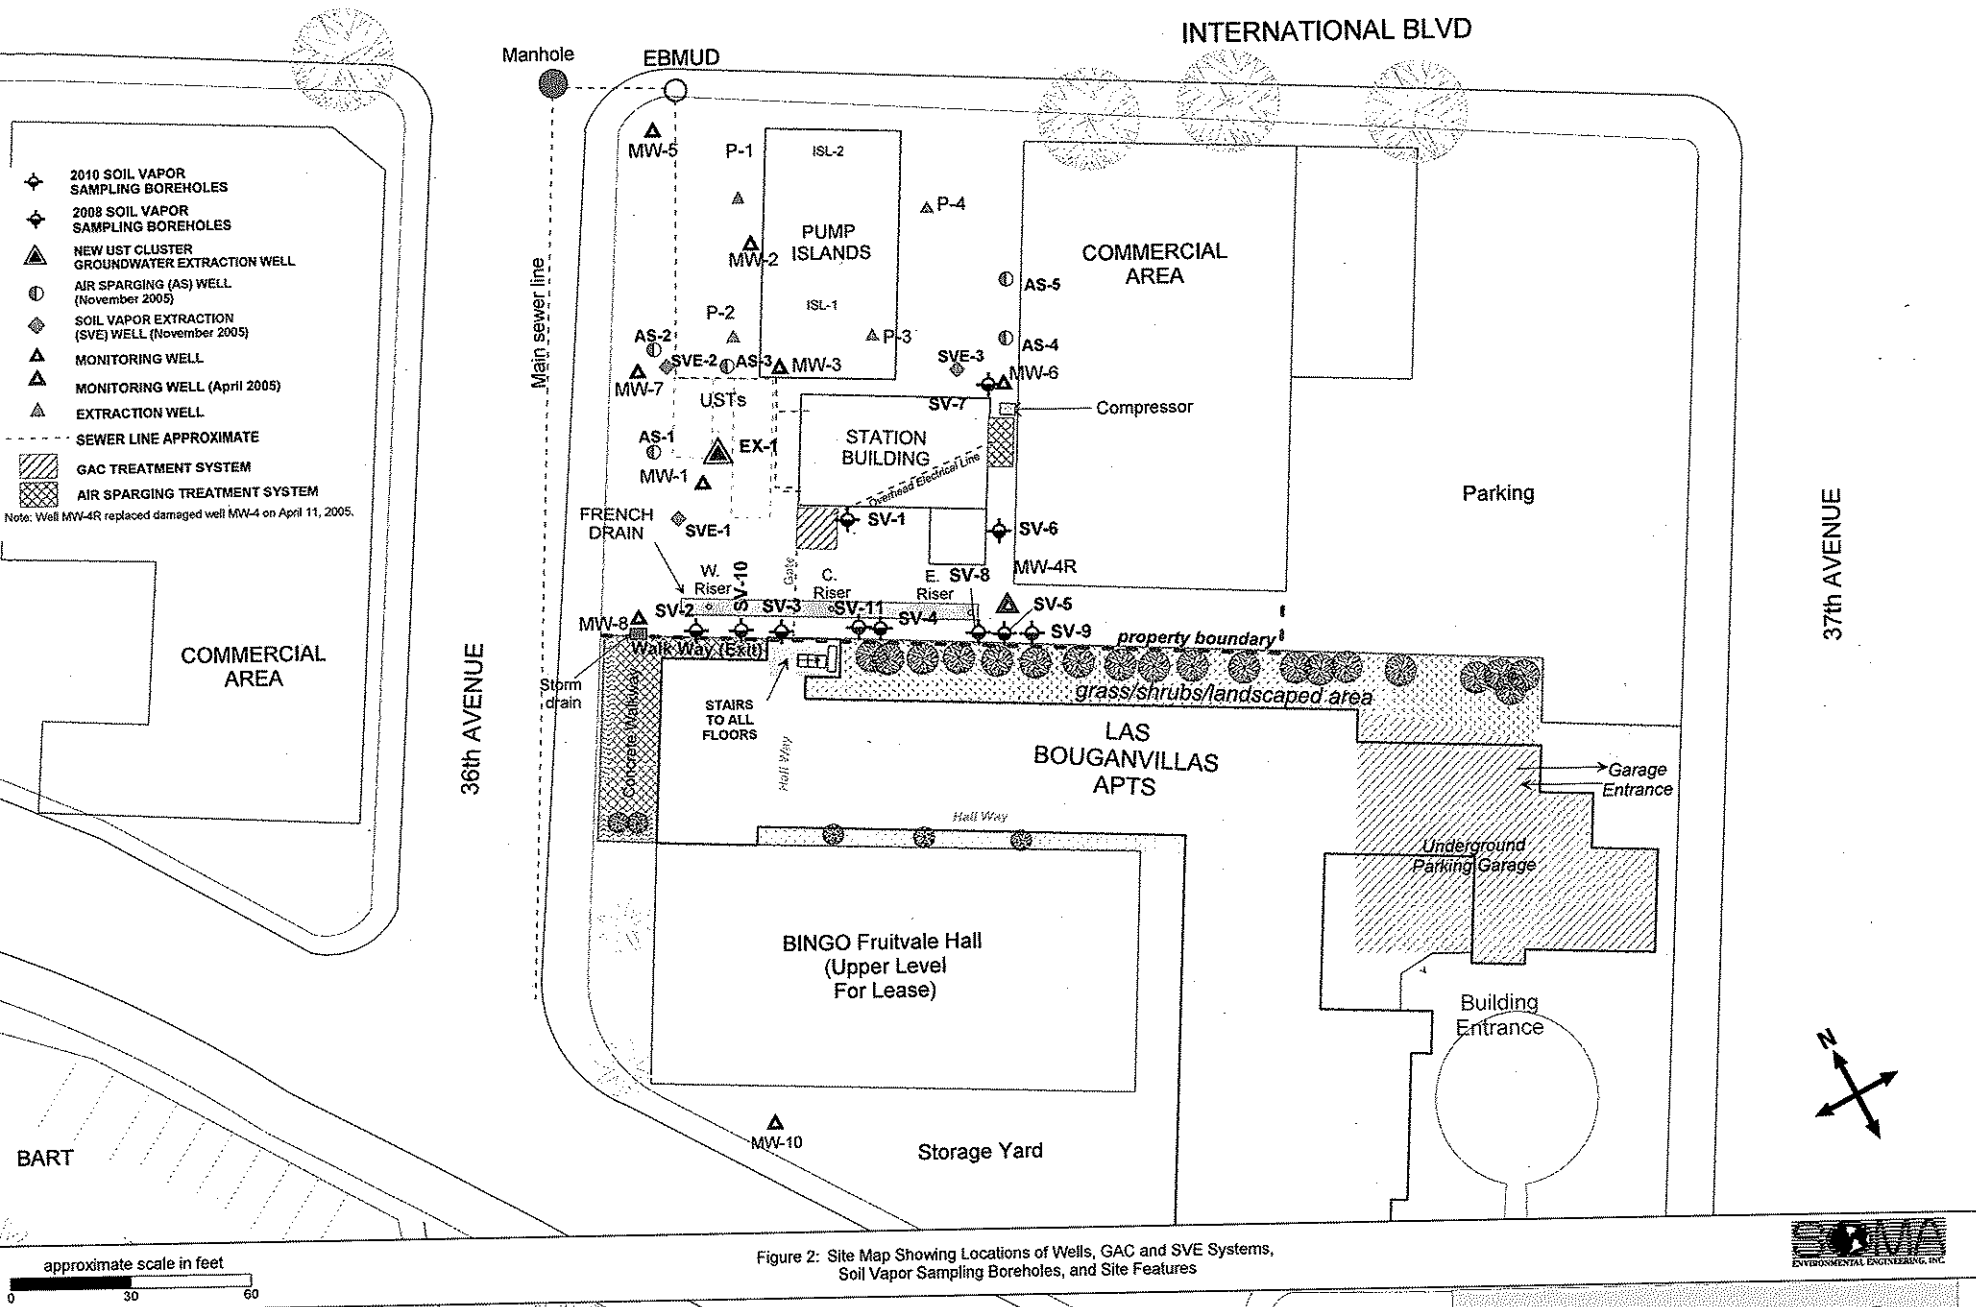 INTERNATIONAL BLVD
Manhole
EBMUD
MW-5
P-1
ISL-2
P-4
PUMP
ISLANDS
MW-2
COMMERCIAL
AREA
AS-5
ISL-1
P-2
P-3
AS-4
AS-2
SVE-2
AS-3
MW-3
SVE-3
MW-6
MW-7
USTs
SV-7
Compressor
Main sewer line
AS-1
EX-1
STATION
BUILDING
Overhead Electrical Line
MW-1
Parking
FRENCH
DRAIN
SVE-1
SV-1
SV-6
37th AVENUE
W.
Riser
SV-10
Gate
C.
Riser
E.
Riser
SV-8
MW-4R
SV-2
SV-3
SV-11
SV-4
SV-5
SV-9
MW-8
property boundary
Walk Way (Exit)
Storm
drain
Concrete Walkway
36th AVENUE
STAIRS
TO ALL
FLOORS
grass/shrubs/landscaped area
Hall Way
LAS
BOUGANVILLAS
APTS
Garage
Entrance
Hall Way
Underground
Parking Garage
BINGO Fruitvale Hall
(Upper Level
For Lease)
Building
Entrance
MW-10
Storage Yard
N
2010 SOIL VAPOR
SAMPLING BOREHOLES
2008 SOIL VAPOR
SAMPLING BOREHOLES
NEW UST CLUSTER
GROUNDWATER EXTRACTION WELL
AIR SPARGING (AS) WELL
(November 2005)
SOIL VAPOR EXTRACTION
(SVE) WELL (November 2005)
MONITORING WELL
MONITORING WELL (April 2005)
EXTRACTION WELL
SEWER LINE APPROXIMATE
GAC TREATMENT SYSTEM
AIR SPARGING TREATMENT SYSTEM
Note: Well MW-4R replaced damaged well MW-4 on April 11, 2005.
COMMERCIAL
AREA
BART
approximate scale in feet
0 30 60
Figure 2: Site Map Showing Locations of Wells, GAC and SVE Systems,
Soil Vapor Sampling Boreholes, and Site Features
SOMA
ENVIRONMENTAL ENGINEERING, INC.